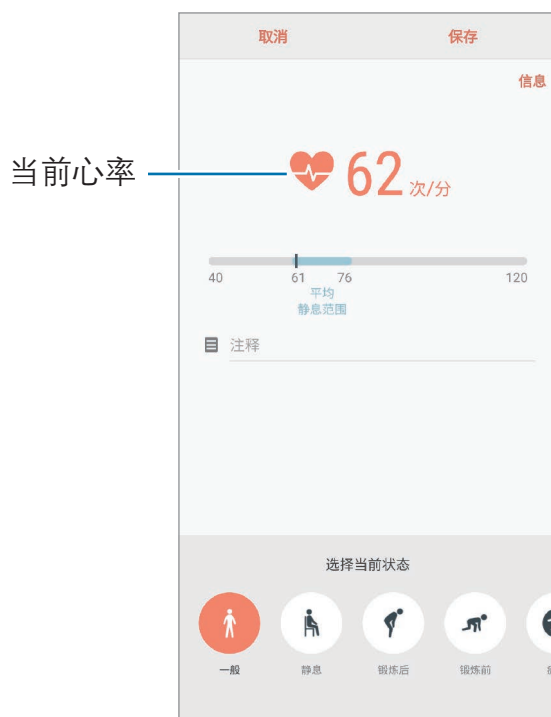 取消 保存
信息
当前心率
62 次/分
40 61 76 120
平均
静息范围
注释
选择当前状态
一般 静息 锻炼后 锻炼前